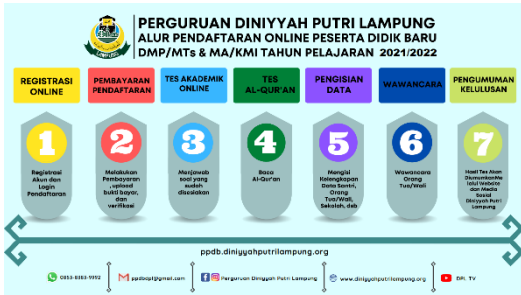 PERGURUAN DINIYYAH PUTRI LAMPUNG
ALUR PENDAFTARAN ONLINE PESERTA DIDIK BARU
DMP/MTs & MA/KMI TAHUN PELAJARAN 2021/2022
REGISTRASI
ONLINE
PEMBAYARAN
PENDAFTARAN
TES AKADEMIK
ONLINE
TES
AL-QUR'AN
PENGISIAN
DATA
WAWANCARA
PENGUMUMAN
KELULUSAN
1
Registrasi
Akun dan
Login
Pendaftaran
2
Melakukan
Pembayaran
, upload
bukti bayar,
dan
verifikasi
3
Menjawab
soal yang
sudah
disediakan
4
Baca
Al-Qur'an
5
Mengisi
Kelengkapan
Data Santri,
Orang
Tua/Wali,
Sekolah, dsb
6
Wawancara
Orang
Tua/Wali
7
Hasil Tes Akan
Diumumkan Me
lalui Website
dan Media
Sosial
Diniyyah Putri
Lampung
ppdb.diniyyahputrilampung.org
Perguruan Diniyyah Putri Lampung
www.diniyyahputrilampung.org
DPL TV